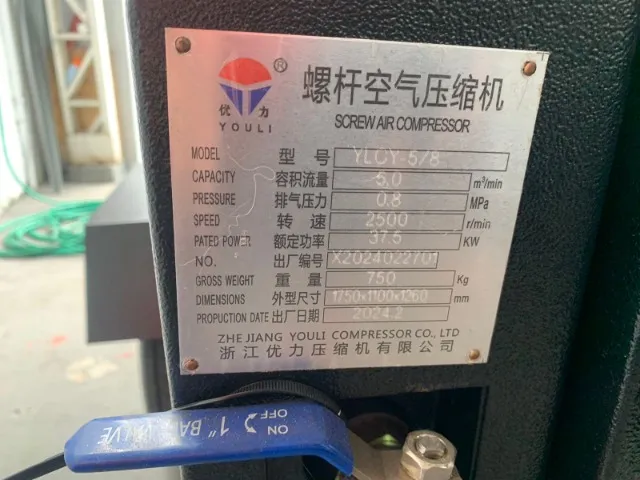 优 力 ®
YOULI
螺杆空气压缩机
SCREW AIR COMPRESSOR
MODEL 型 号 YLCY-5/8
CAPACITY 容积流量 5.0 m³/min
PRESSURE 排气压力 0.8 MPa
SPEED 转 速 2500 r/min
PATED POWER 额定功率 37.5 KW
NO. 出厂编号 X202402270
GROSS WEIGHT 重 量 750 Kg
DIMENSIONS 外型尺寸 1750×1100×1260 mm
PROPUCTION DATE 出厂日期 2024.2
ZHE JIANG YOULI COMPRESSOR CO., LTD
浙江优力压缩机有限公司
ON
OFF
1" BALL VALVE